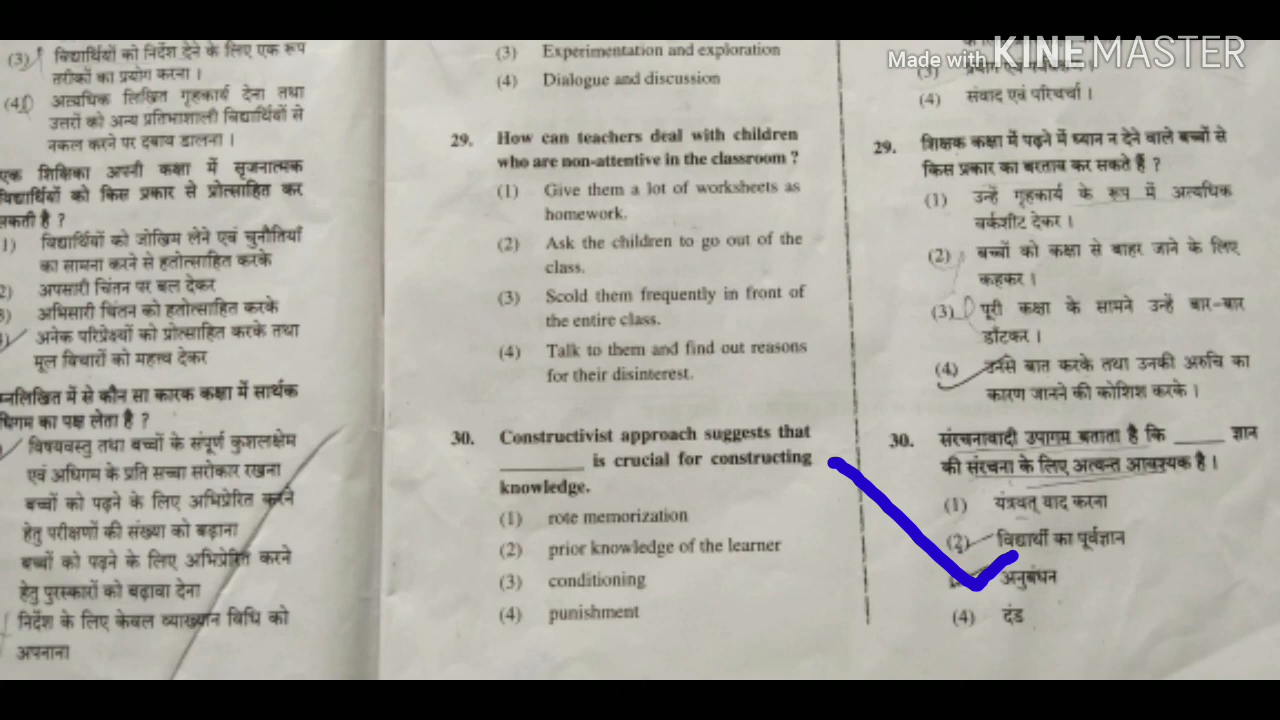 (3) विद्यार्थियों को निर्देश देने के लिए एक रूप
तरीकों का प्रयोग करना ।
(4) अत्यधिक लिखित गृहकार्य देना तथा
उत्तरों को अन्य प्रतिभाशाली विद्यार्थियों से
नकल करने पर दबाव डालना ।
एक शिक्षिका अपनी कक्षा में सृजनात्मक
विद्यार्थियों को किस प्रकार से प्रोत्साहित कर
सकती है ?
1) विद्यार्थियों को जोखिम लेने एवं चुनौतियों
का सामना करने से हतोत्साहित करके
2) अपसारी चिंतन पर बल देकर
3) अभिसारी चिंतन को हतोत्साहित करके
अनेक परिप्रेक्ष्यों को प्रोत्साहित करके तथा
मूल विचारों को महत्त्व देकर
म्नलिखित में से कौन सा कारक कक्षा में सार्थक
धिगम का पक्ष लेता है ?
विषयवस्तु तथा बच्चों के संपूर्ण कुशलक्षेम
एवं अधिगम के प्रति सच्चा सरोकार रखना
बच्चों को पढ़ने के लिए अभिप्रेरित करने
हेतु परीक्षणों की संख्या को बढ़ाना
बच्चों को पढ़ने के लिए अभिप्रेरित करने
हेतु पुरस्कारों को बढ़ावा देना
निर्देश के लिए केवल व्याख्यान विधि को
अपनाना
(3) Experimentation and exploration
(4) Dialogue and discussion
29. How can teachers deal with children
who are non-attentive in the classroom ?
(1) Give them a lot of worksheets as
homework.
(2) Ask the children to go out of the
class.
(3) Scold them frequently in front of
the entire class.
(4) Talk to them and find out reasons
for their disinterest.
30. Constructivist approach suggests that
________ is crucial for constructing
knowledge.
(1) rote memorization
(2) prior knowledge of the learner
(3) conditioning
(4) punishment
Made with KINEMASTER
(3)
(4) संवाद एवं परिचर्चा ।
29. शिक्षक कक्षा में पढ़ने में ध्यान न देने वाले बच्चों से
किस प्रकार का बरताव कर सकते हैं ?
(1) उन्हें गृहकार्य के रूप में अत्यधिक
वर्कशीट देकर ।
(2) बच्चों को कक्षा से बाहर जाने के लिए
कहकर ।
(3) पूरी कक्षा के सामने उन्हें बार-बार
डाँटकर ।
(4) उनसे बात करके तथा उनकी अरुचि का
कारण जानने की कोशिश करके ।
30. संरचनावादी उपागम बताता है कि _____ ज्ञान
की संरचना के लिए अत्यन्त आवश्यक है ।
(1) यंत्रवत् याद करना
(2) विद्यार्थी का पूर्वज्ञान
अनुबंधन
(4) दंड